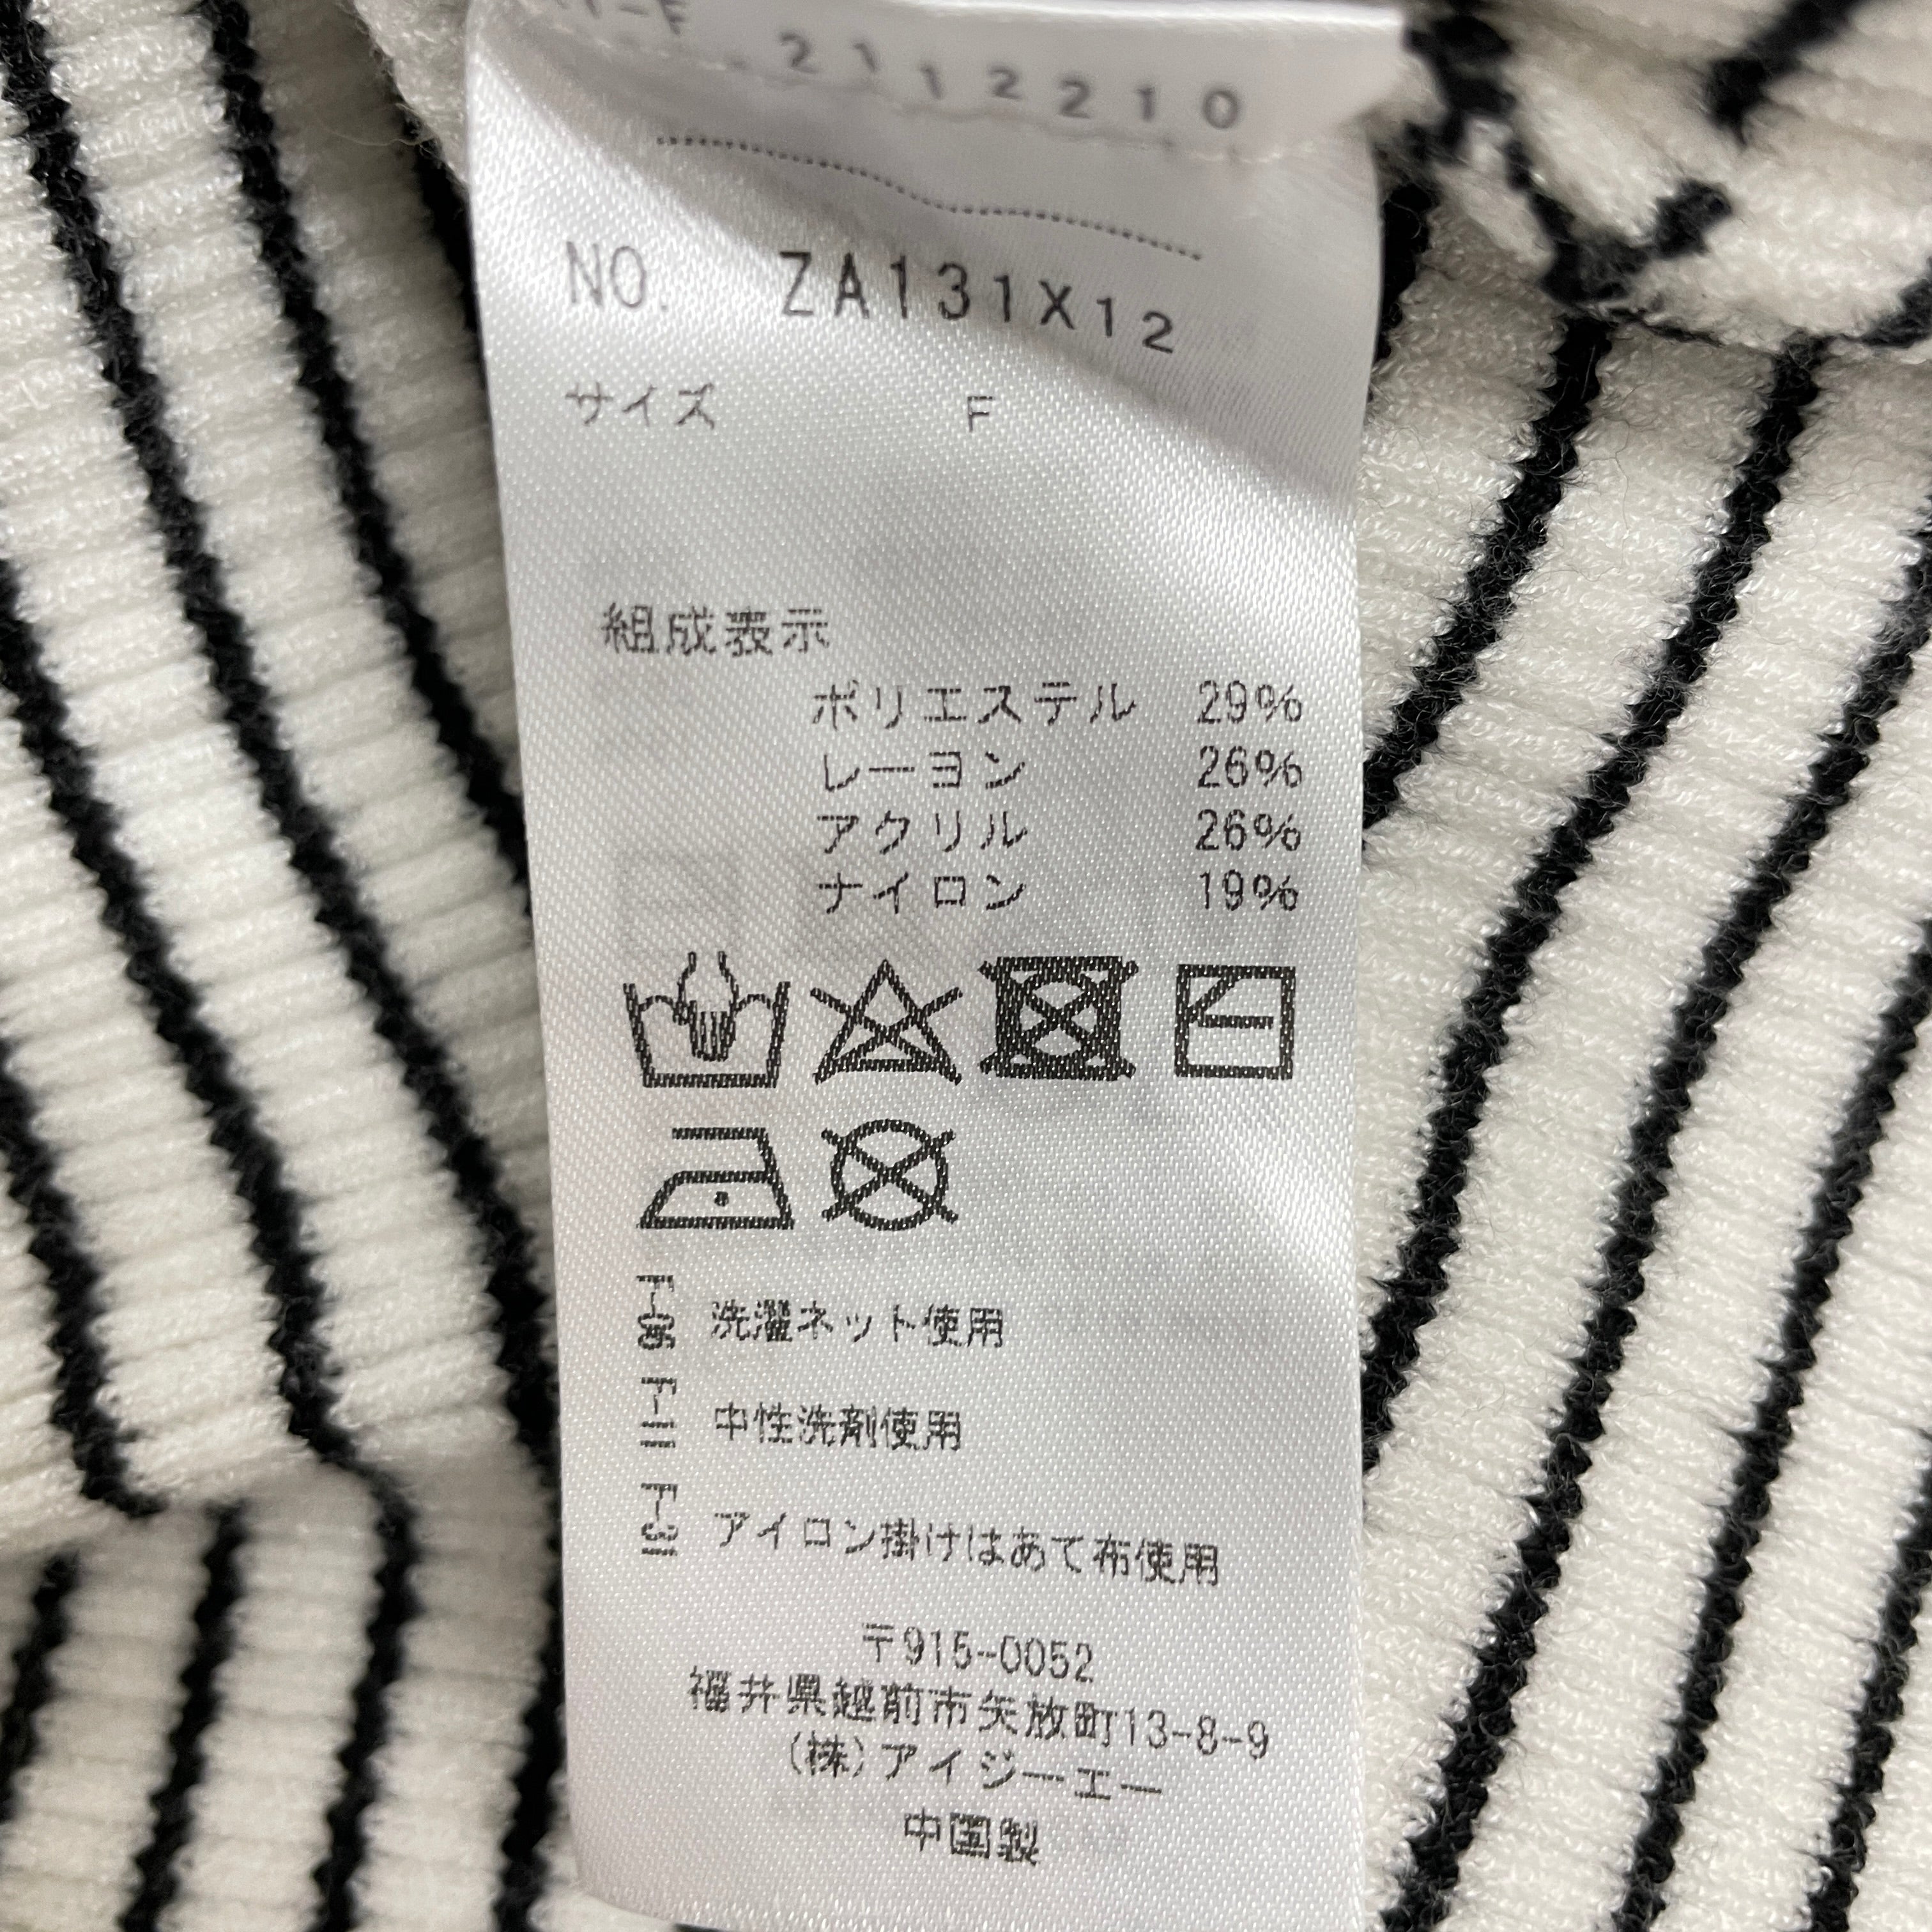 2112210
NO. ZA131X12
サイズ F
組成表示
ポリエステル 29%
レーヨン 26%
アクリル 26%
ナイロン 19%
F-06 洗濯ネット使用
F-11 中性洗剤使用
F-31 アイロン掛けはあて布使用
〒915-0052
福井県越前市矢放町13-8-9
(株)アイジーエー
中国製